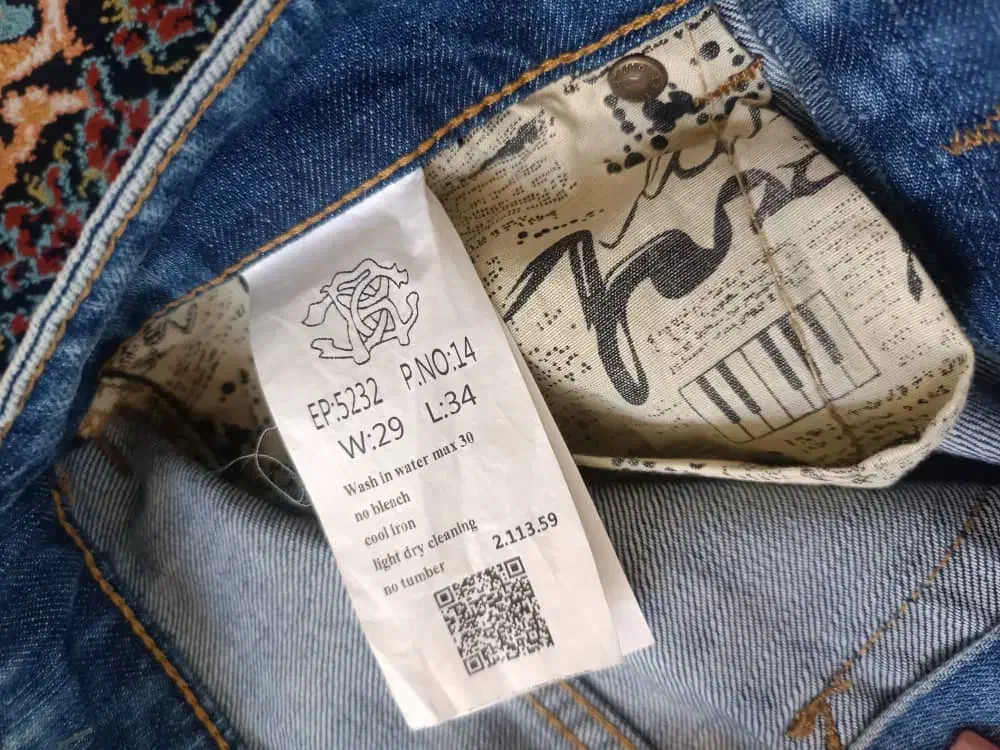 EP:5232 P.NO:14
W:29 L:34
Wash in water max 30
no bleach
cool iron
light dry cleaning
no tumber
2.113.59